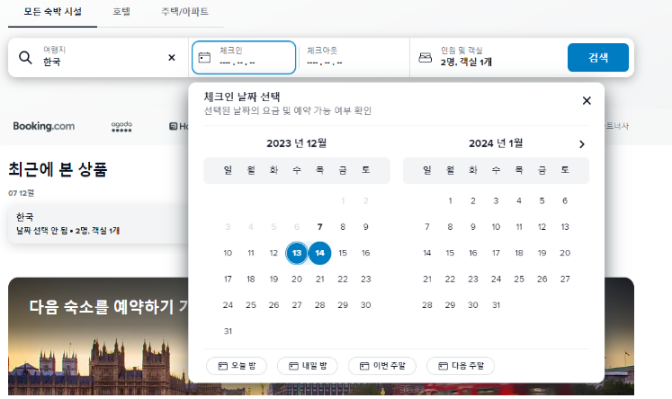 모든 숙박 시설 호텔 주택/아파트
여행지
한국
체크인
---- . -- . --
체크아웃
---- . -- . --
인원 및 객실
2명, 객실 1개
검색
체크인 날짜 선택
선택된 날짜의 요금 및 예약 가능 여부 확인
Booking.com
agoda
트너사
최근에 본 상품
07 12월
한국
날짜 선택 안 됨 • 2명, 객실 1개
다음 숙소를 예약하기
2023 년 12월
일 월 화 수 목 금 토
1 2
3 4 5 6 7 8 9
10 11 12 13 14 15 16
17 18 19 20 21 22 23
24 25 26 27 28 29 30
31
2024 년 1월
일 월 화 수 목 금 토
1 2 3 4 5 6
7 8 9 10 11 12 13
14 15 16 17 18 19 20
21 22 23 24 25 26 27
28 29 30 31
오늘 밤 내일 밤 이번 주말 다음 주말